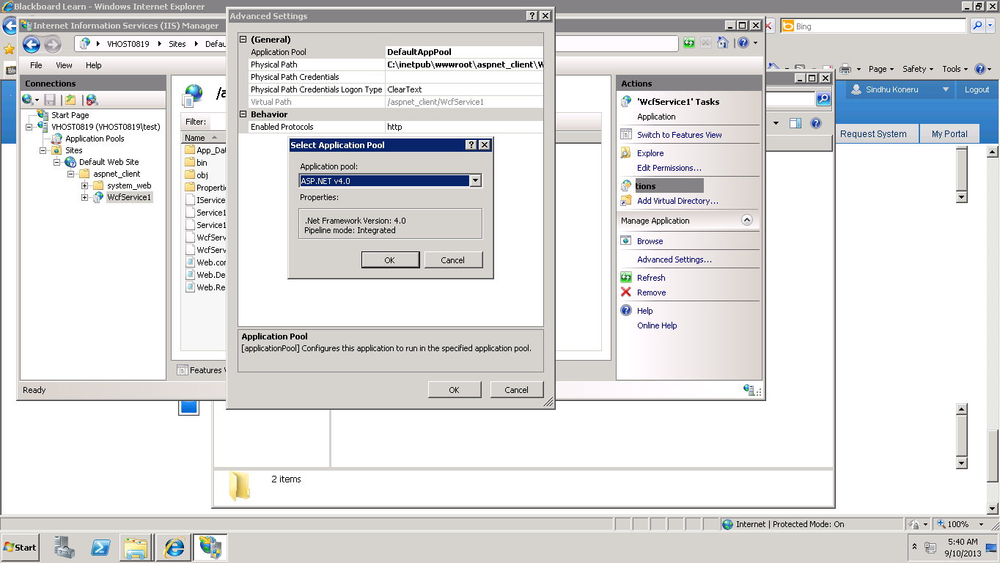 Blackboard Learn - Windows Internet Explorer
Bing
Page
Safety
Tools
Sindhu Koneru
Logout
Request System
My Portal
Internet Information Services (IIS) Manager
VHOST0819
Sites
Defau
File
View
Help
Connections
Start Page
VHOST0819 (VHOST0819\test)
Application Pools
Sites
Default Web Site
aspnet_client
system_web
WcfService1
Filter:
Name
App_Dat
bin
obj
Properti
IService
Service1
Service1
WcfServ
WcfServ
Web.con
Web.De
Web.Re
Features V
Ready
Advanced Settings
(General)
Application Pool
DefaultAppPool
Physical Path
C:\inetpub\wwwroot\aspnet_client\W
Physical Path Credentials
Physical Path Credentials Logon Type
ClearText
Virtual Path
/aspnet_client/WcfService1
Behavior
Enabled Protocols
http
Select Application Pool
Application pool:
ASP.NET v4.0
Properties:
.Net Framework Version: 4.0
Pipeline mode: Integrated
OK
Cancel
Application Pool
[applicationPool] Configures this application to run in the specified application pool.
OK
Cancel
Actions
'WcfService1' Tasks
Application
Switch to Features View
Explore
Edit Permissions...
tions
Add Virtual Directory...
Manage Application
Browse
Advanced Settings...
Refresh
Remove
Help
Online Help
2 items
Internet | Protected Mode: On
100%
Start
5:40 AM
9/10/2013